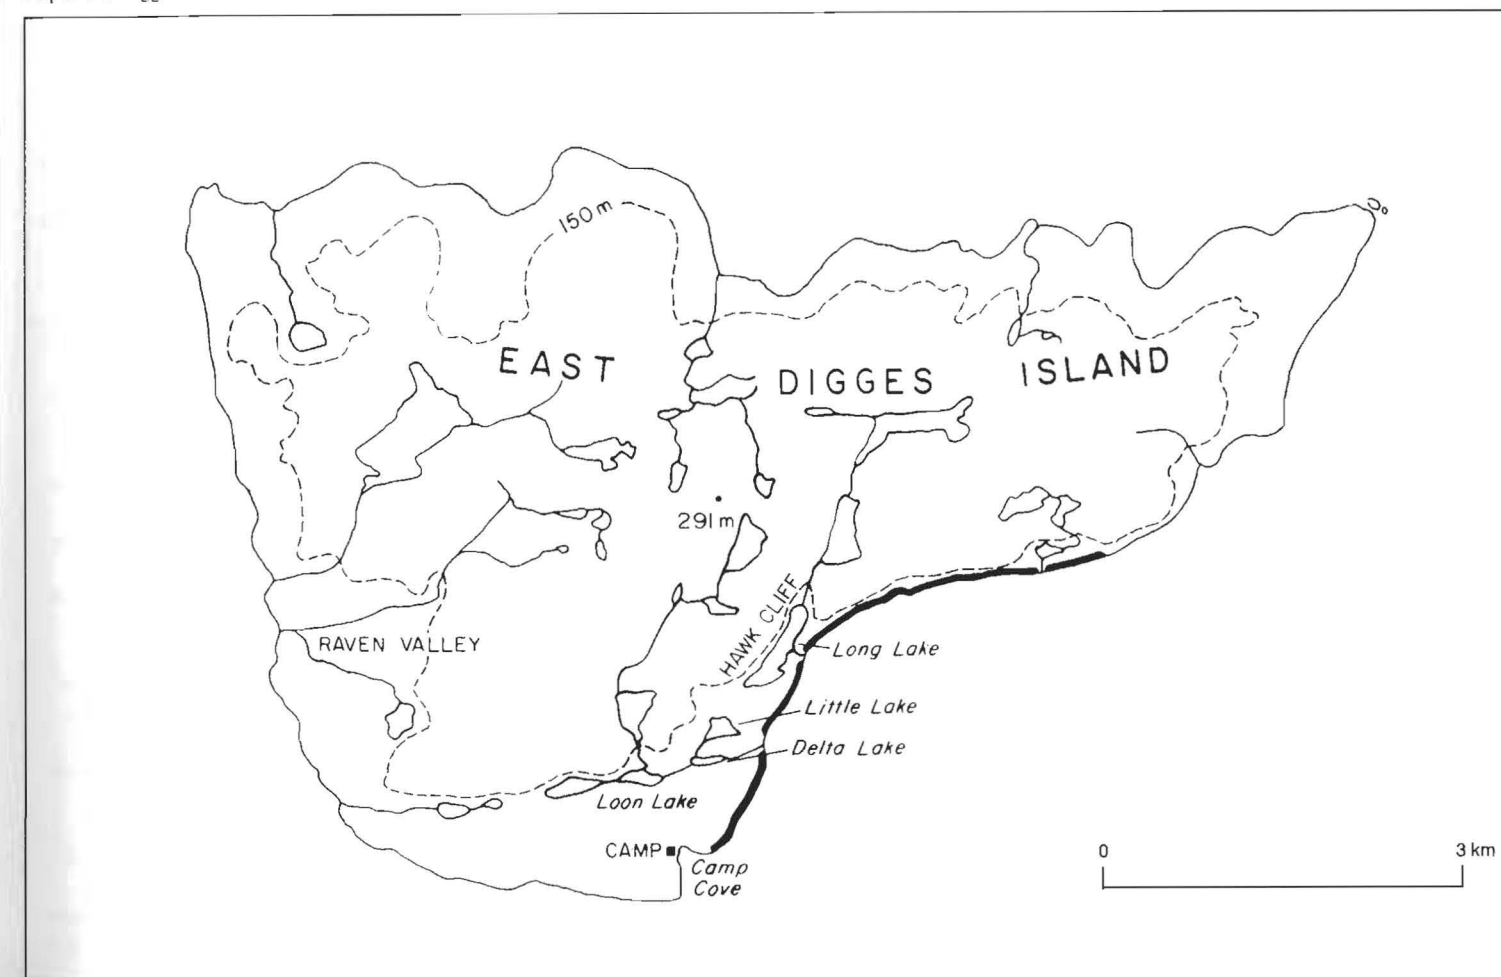 150 m
EAST DIGGES ISLAND
291 m
HAWK CLIFF
RAVEN VALLEY
Long Lake
Little Lake
Delta Lake
Loon Lake
CAMP
Camp
Cove
0 3 km